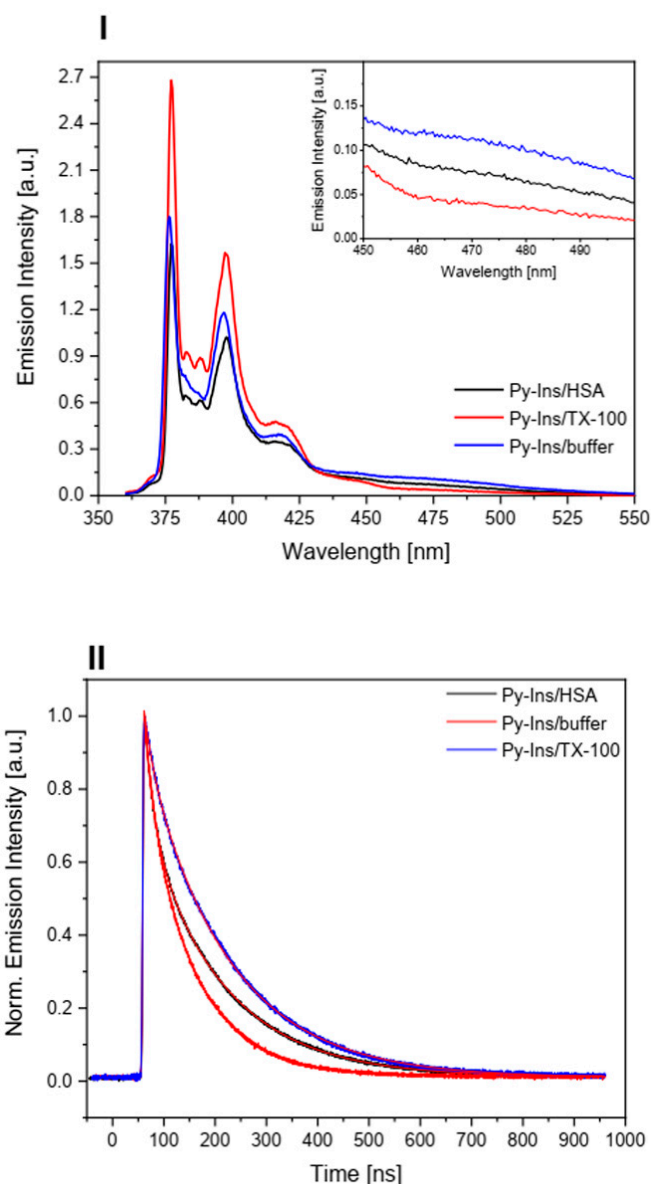 I
Emission Intensity [a.u.]
2.7
2.4
2.1
1.8
1.5
1.2
0.9
0.6
0.3
0.0
350 375 400 425 450 475 500 525 550
Wavelength [nm]
Emission Intensity [a.u.]
0.15
0.10
0.05
0.00
450 460 470 480 490
Wavelength [nm]
Py-Ins/HSA
Py-Ins/TX-100
Py-Ins/buffer
II
Norm. Emission Intensity [a.u.]
1.0
0.8
0.6
0.4
0.2
0.0
0 100 200 300 400 500 600 700 800 900 1000
Time [ns]
Py-Ins/HSA
Py-Ins/buffer
Py-Ins/TX-100